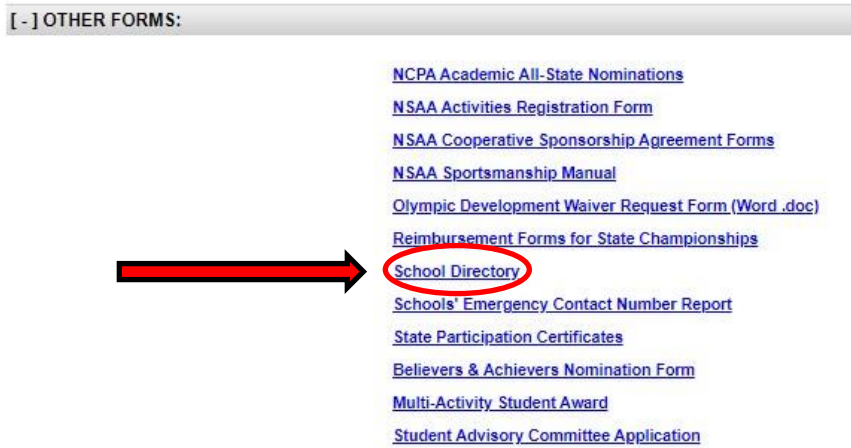 [ - ] OTHER FORMS:
NCPA Academic All-State Nominations
NSAA Activities Registration Form
NSAA Cooperative Sponsorship Agreement Forms
NSAA Sportsmanship Manual
Olympic Development Waiver Request Form (Word .doc)
Reimbursement Forms for State Championships
School Directory
Schools' Emergency Contact Number Report
State Participation Certificates
Believers & Achievers Nomination Form
Multi-Activity Student Award
Student Advisory Committee Application